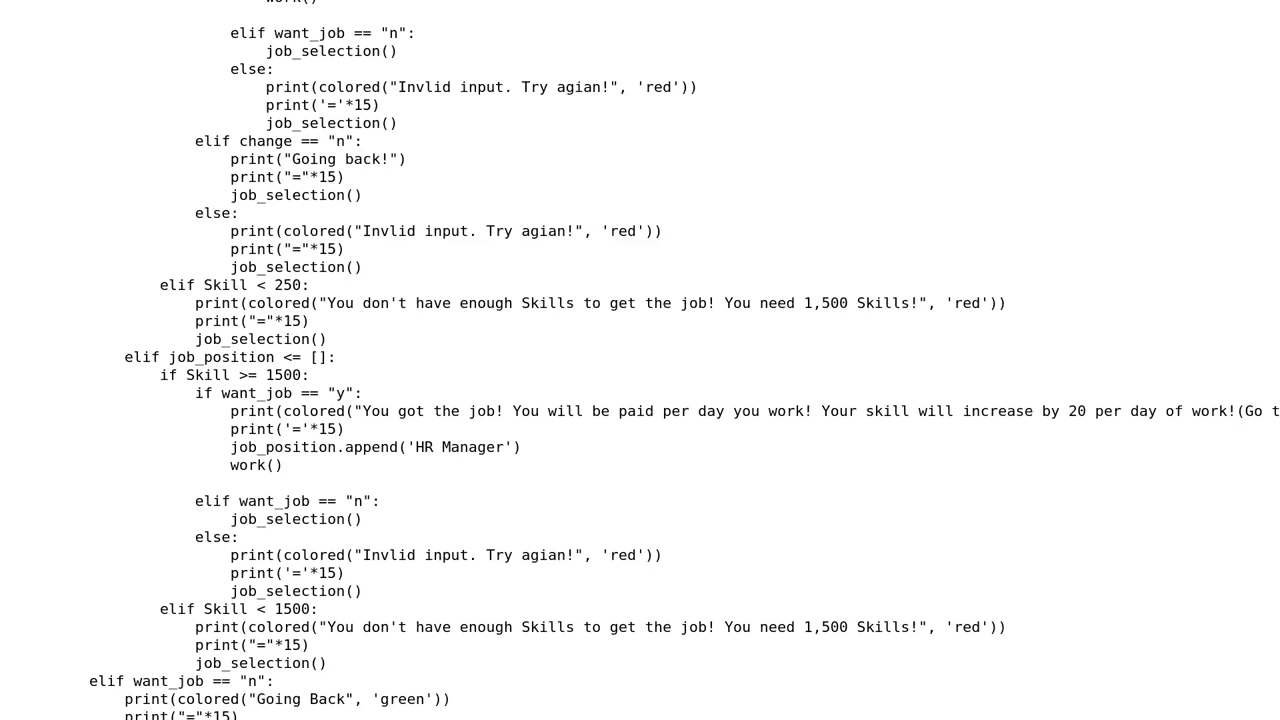 work()
elif want_job == "n":
job_selection()
else:
print(colored("Invlid input. Try agian!", 'red'))
print('='*15)
job_selection()
elif change == "n":
print("Going back!")
print("="*15)
job_selection()
else:
print(colored("Invlid input. Try agian!", 'red'))
print("="*15)
job_selection()
elif Skill < 250:
print(colored("You don't have enough Skills to get the job! You need 1,500 Skills!", 'red'))
print("="*15)
job_selection()
elif job_position <= []:
if Skill >= 1500:
if want_job == "y":
print(colored("You got the job! You will be paid per day you work! Your skill will increase by 20 per day of work!(Go t
print('='*15)
job_position.append('HR Manager')
work()
elif want_job == "n":
job_selection()
else:
print(colored("Invlid input. Try agian!", 'red'))
print('='*15)
job_selection()
elif Skill < 1500:
print(colored("You don't have enough Skills to get the job! You need 1,500 Skills!", 'red'))
print("="*15)
job_selection()
elif want_job == "n":
print(colored("Going Back", 'green'))
print("="*15)